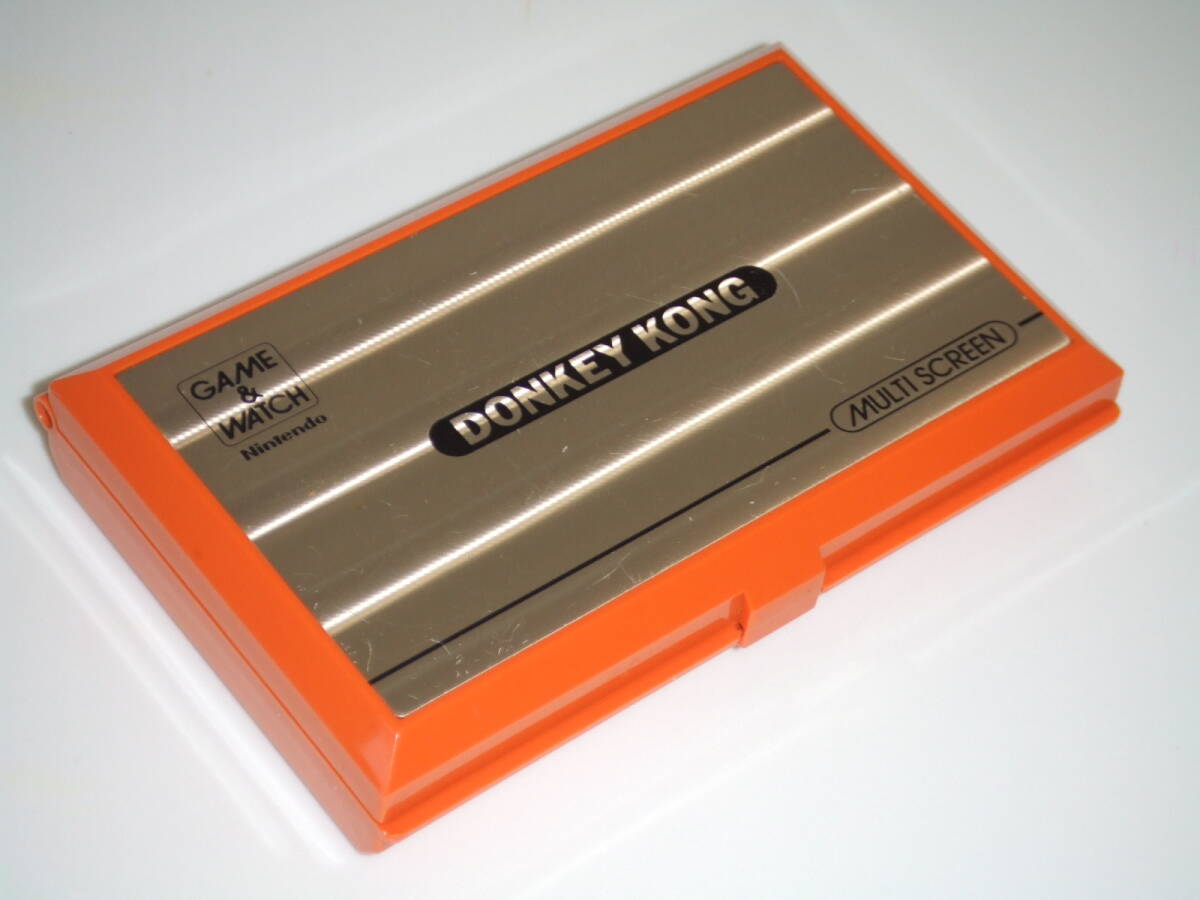 GAME
&
WATCH
Nintendo
DONKEY KONG
MULTI SCREEN